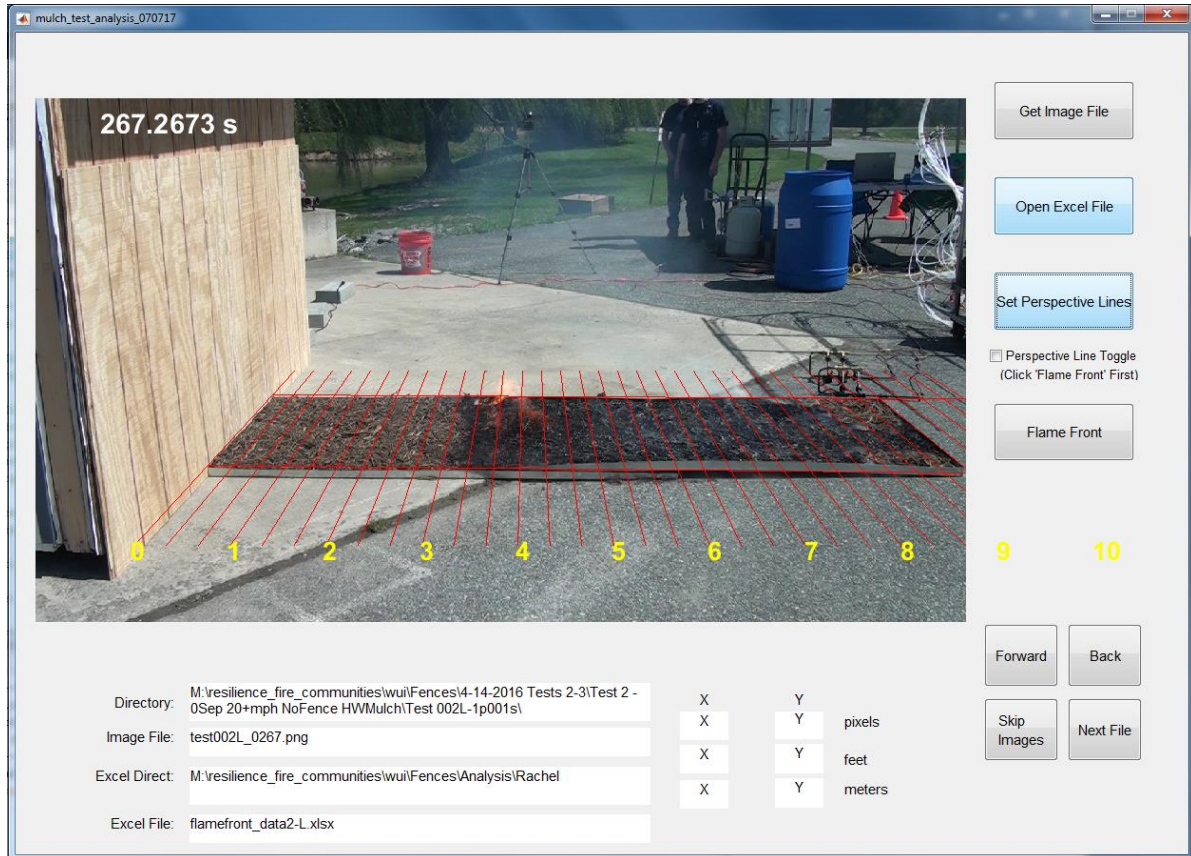 mulch_test_analysis_070717
267.2673 s
Get Image File
Open Excel File
Set Perspective Lines
Perspective Line Toggle
(Click 'Flame Front' First)
Flame Front
0 1 2 3 4 5 6 7 8 9 10
Forward Back
Skip
Images
Next File
Directory: M:\resilience_fire_communities\wui\Fences\4-14-2016 Tests 2-3\Test 2 -
0Sep 20+mph NoFence HWMulch\Test 002L-1p001s\
Image File: test002L_0267.png
Excel Direct: M:\resilience_fire_communities\wui\Fences\Analysis\Rachel
Excel File: flamefront_data2-L.xlsx
X Y
X Y pixels
X Y feet
X Y meters